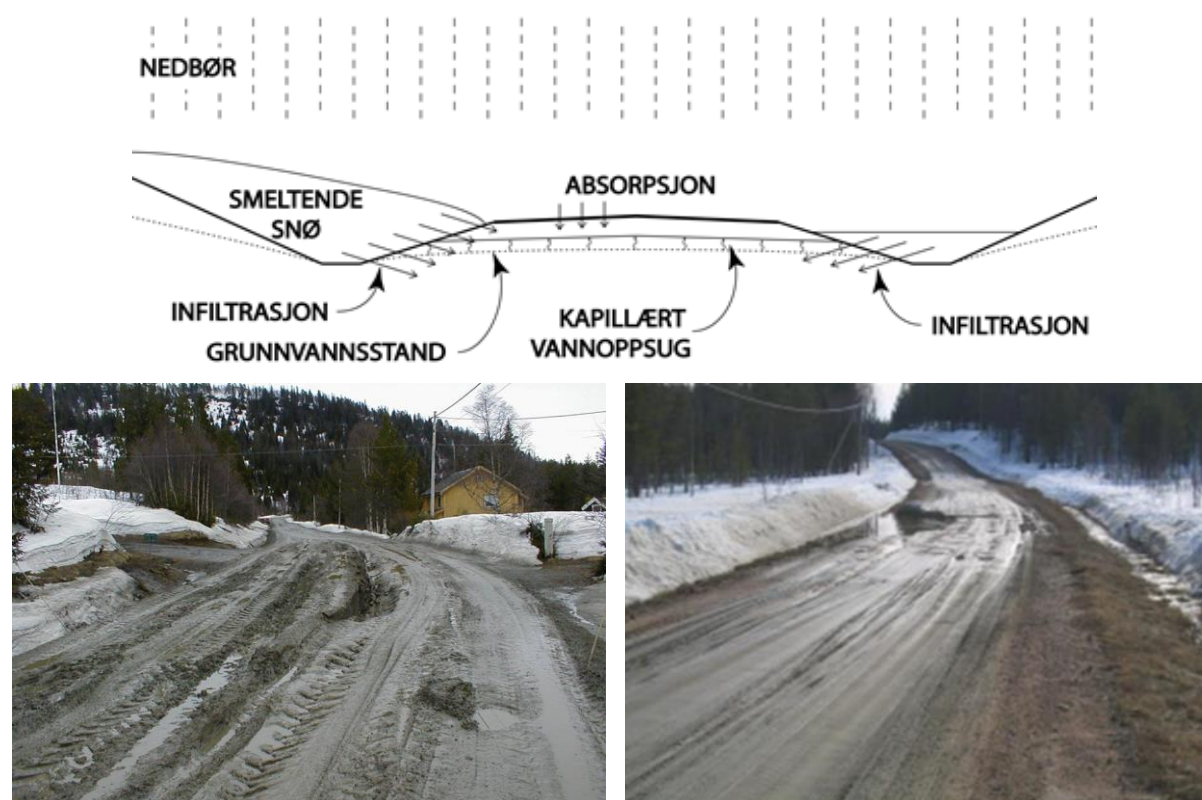 NEDBØR
ABSORPSJON
SMELTENDE
SNØ
INFILTRASJON
KAPILLÆRT
VANNOPPSUG
INFILTRASJON
GRUNNVANNSSTAND